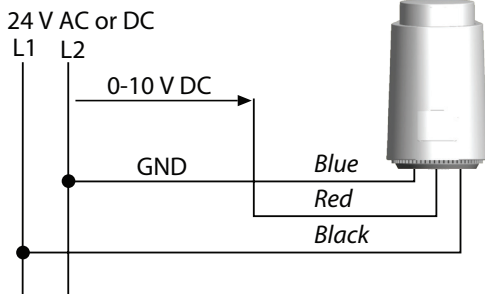 24 V AC or DC
L1 L2
0-10 V DC
GND Blue
Red
Black